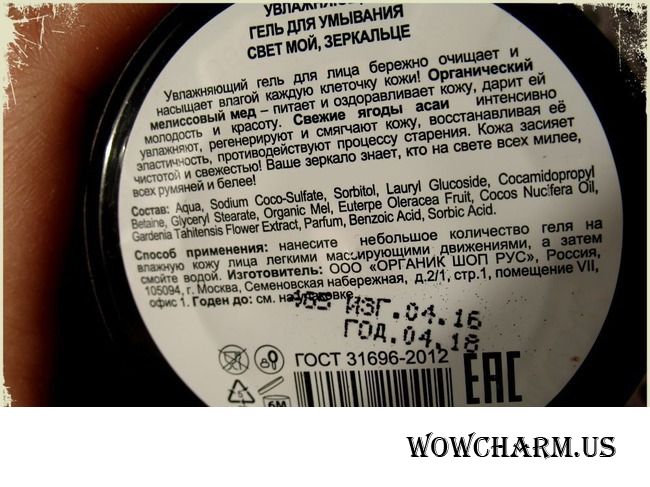 УВЛАЖНЯЮЩИЙ
ГЕЛЬ ДЛЯ УМЫВАНИЯ
СВЕТ МОЙ, ЗЕРКАЛЬЦЕ
Увлажняющий гель для лица бережно очищает и
насыщает влагой каждую клеточку кожи! Органический
мелиссовый мед – питает и оздоравливает кожу, дарит ей
молодость и красоту. Свежие ягоды асаи интенсивно
увлажняют, регенерируют и смягчают кожу, восстанавливая её
эластичность, противодействуют процессу старения. Кожа засияет
чистотой и свежестью! Ваше зеркало знает, кто на свете всех милее,
всех румяней и белее!
Состав: Aqua, Sodium Coco-Sulfate, Sorbitol, Lauryl Glucoside, Cocamidopropyl
Betaine, Glyceryl Stearate, Organic Mel, Euterpe Oleracea Fruit, Cocos Nucifera Oil,
Gardenia Tahitensis Flower Extract, Parfum, Benzoic Acid, Sorbic Acid.
Способ применения: нанесите небольшое количество геля на
влажную кожу лица легкими массирующими движениями, а затем
смойте водой. Изготовитель: ООО «ОРГАНИК ШОП РУС», Россия,
105094, г. Москва, Семеновская набережная, д.2/1, стр.1, помещение VII,
офис 1. Годен до: см. на упаковке.
ИЗГ.04.16
ГОД.04.18
ГОСТ 31696-2012
EAC
5
6M
WOWCHARM.US